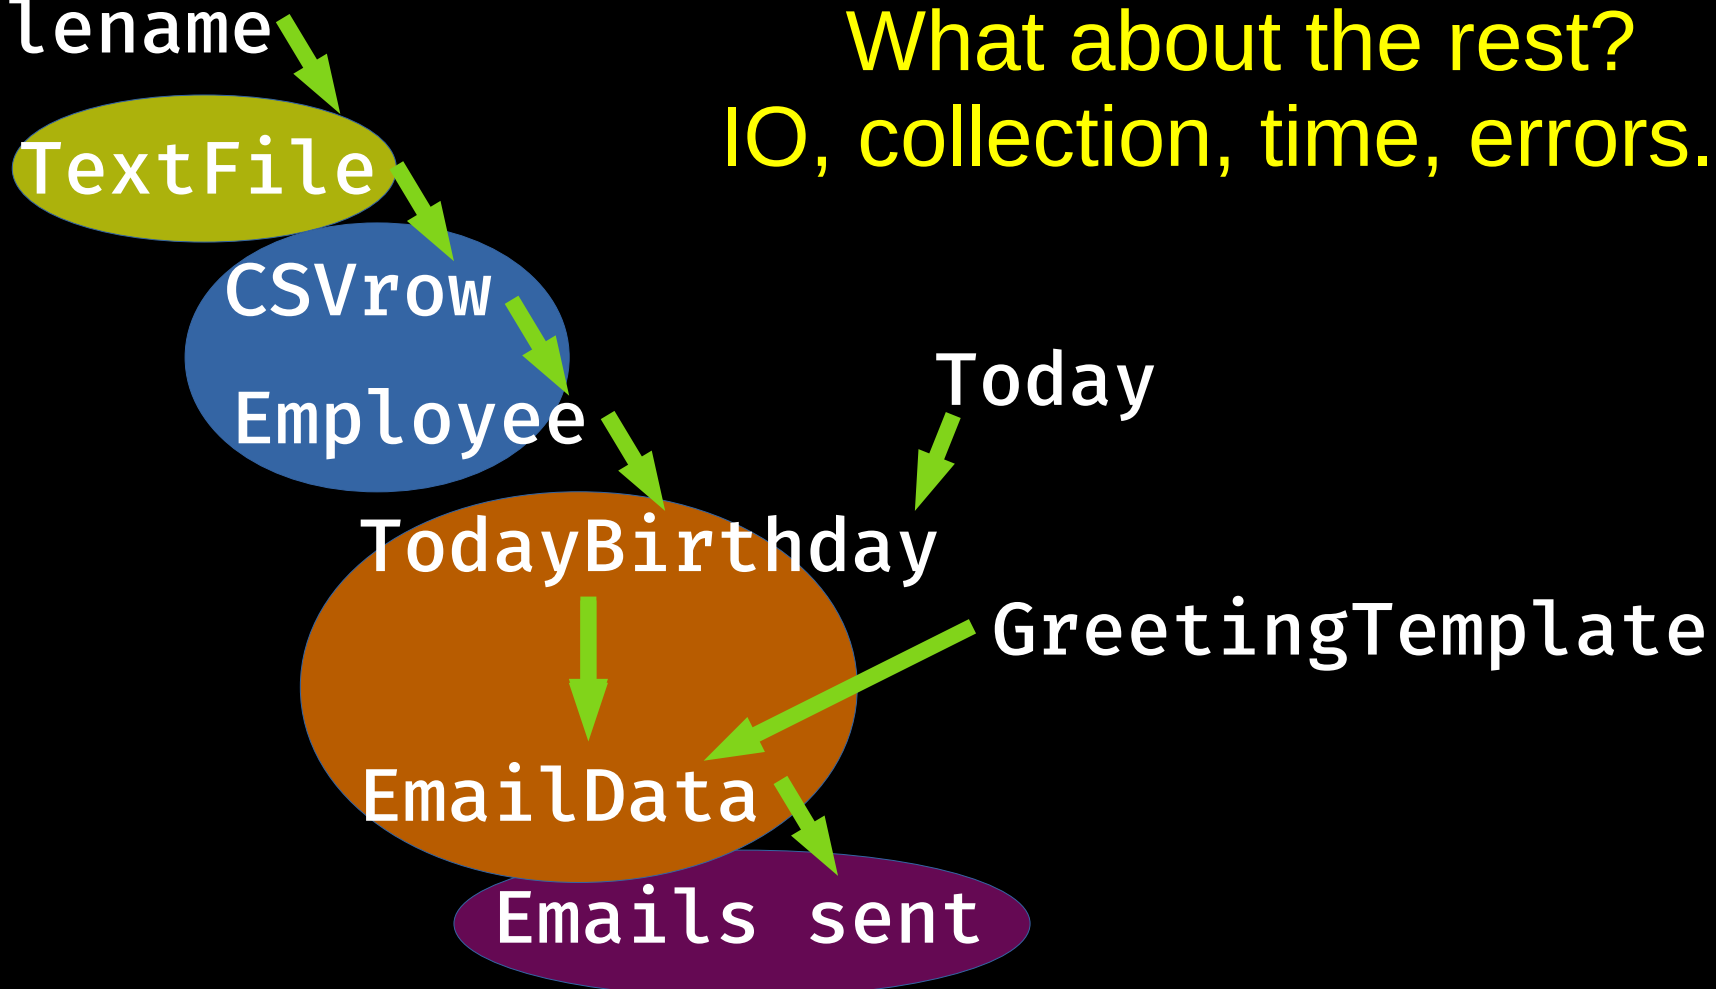 lename
What about the rest?
IO, collection, time, errors.
TextFile
CSVrow
Today
Employee
TodayBirthday
GreetingTemplate
EmailData
Emails sent